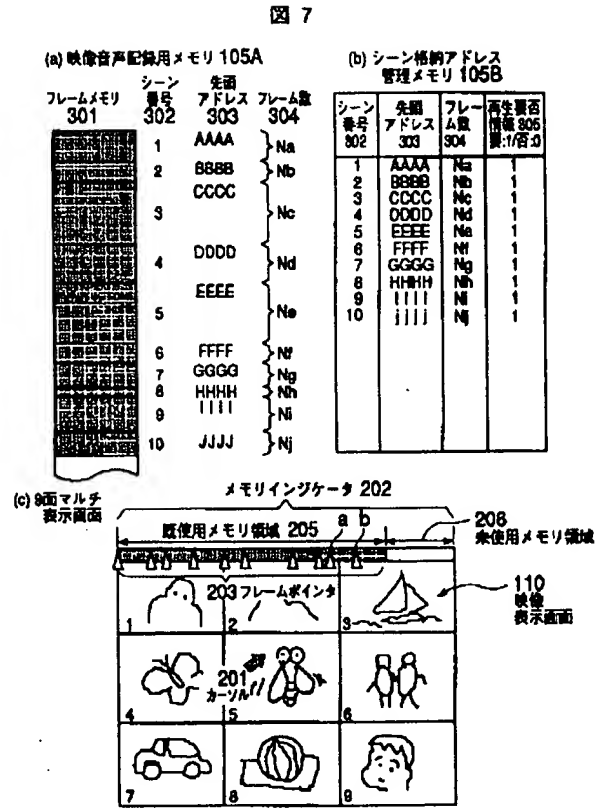 図 7
(a) 映像音声記録用メモリ 105A
フレームメモリ
301
シーン
番号
302
先頭
アドレス
303
フレーム数
304
1 AAAA Na
2 BBBB Nb
3 CCCC Nc
4 DDDD Nd
5 EEEE Ne
6 FFFF Nf
7 GGGG Ng
8 HHHH Nh
9 IIII Ni
10 JJJJ Nj
(b) シーン格納アドレス
管理メモリ 105B
シーン
番号
302
先頭
アドレス
303
フレー
ム数
304
再生要否
情報 305
要:1/否:0
1 AAAA Na 1
2 BBBB Nb 1
3 CCCC Nc 1
4 DDDD Nd 1
5 EEEE Ne 1
6 FFFF Nf 1
7 GGGG Ng 1
8 HHHH Nh 1
9 IIII Ni 1
10 jjjj Nj 1
(c) 9面マルチ
表示画面
メモリインジケータ 202
既使用メモリ領域 205
a
b
206
未使用メモリ領域
203 フレームポインタ
110
映像
表示画面
1
2
3
201
カーソル
4
5
6
7
8
9